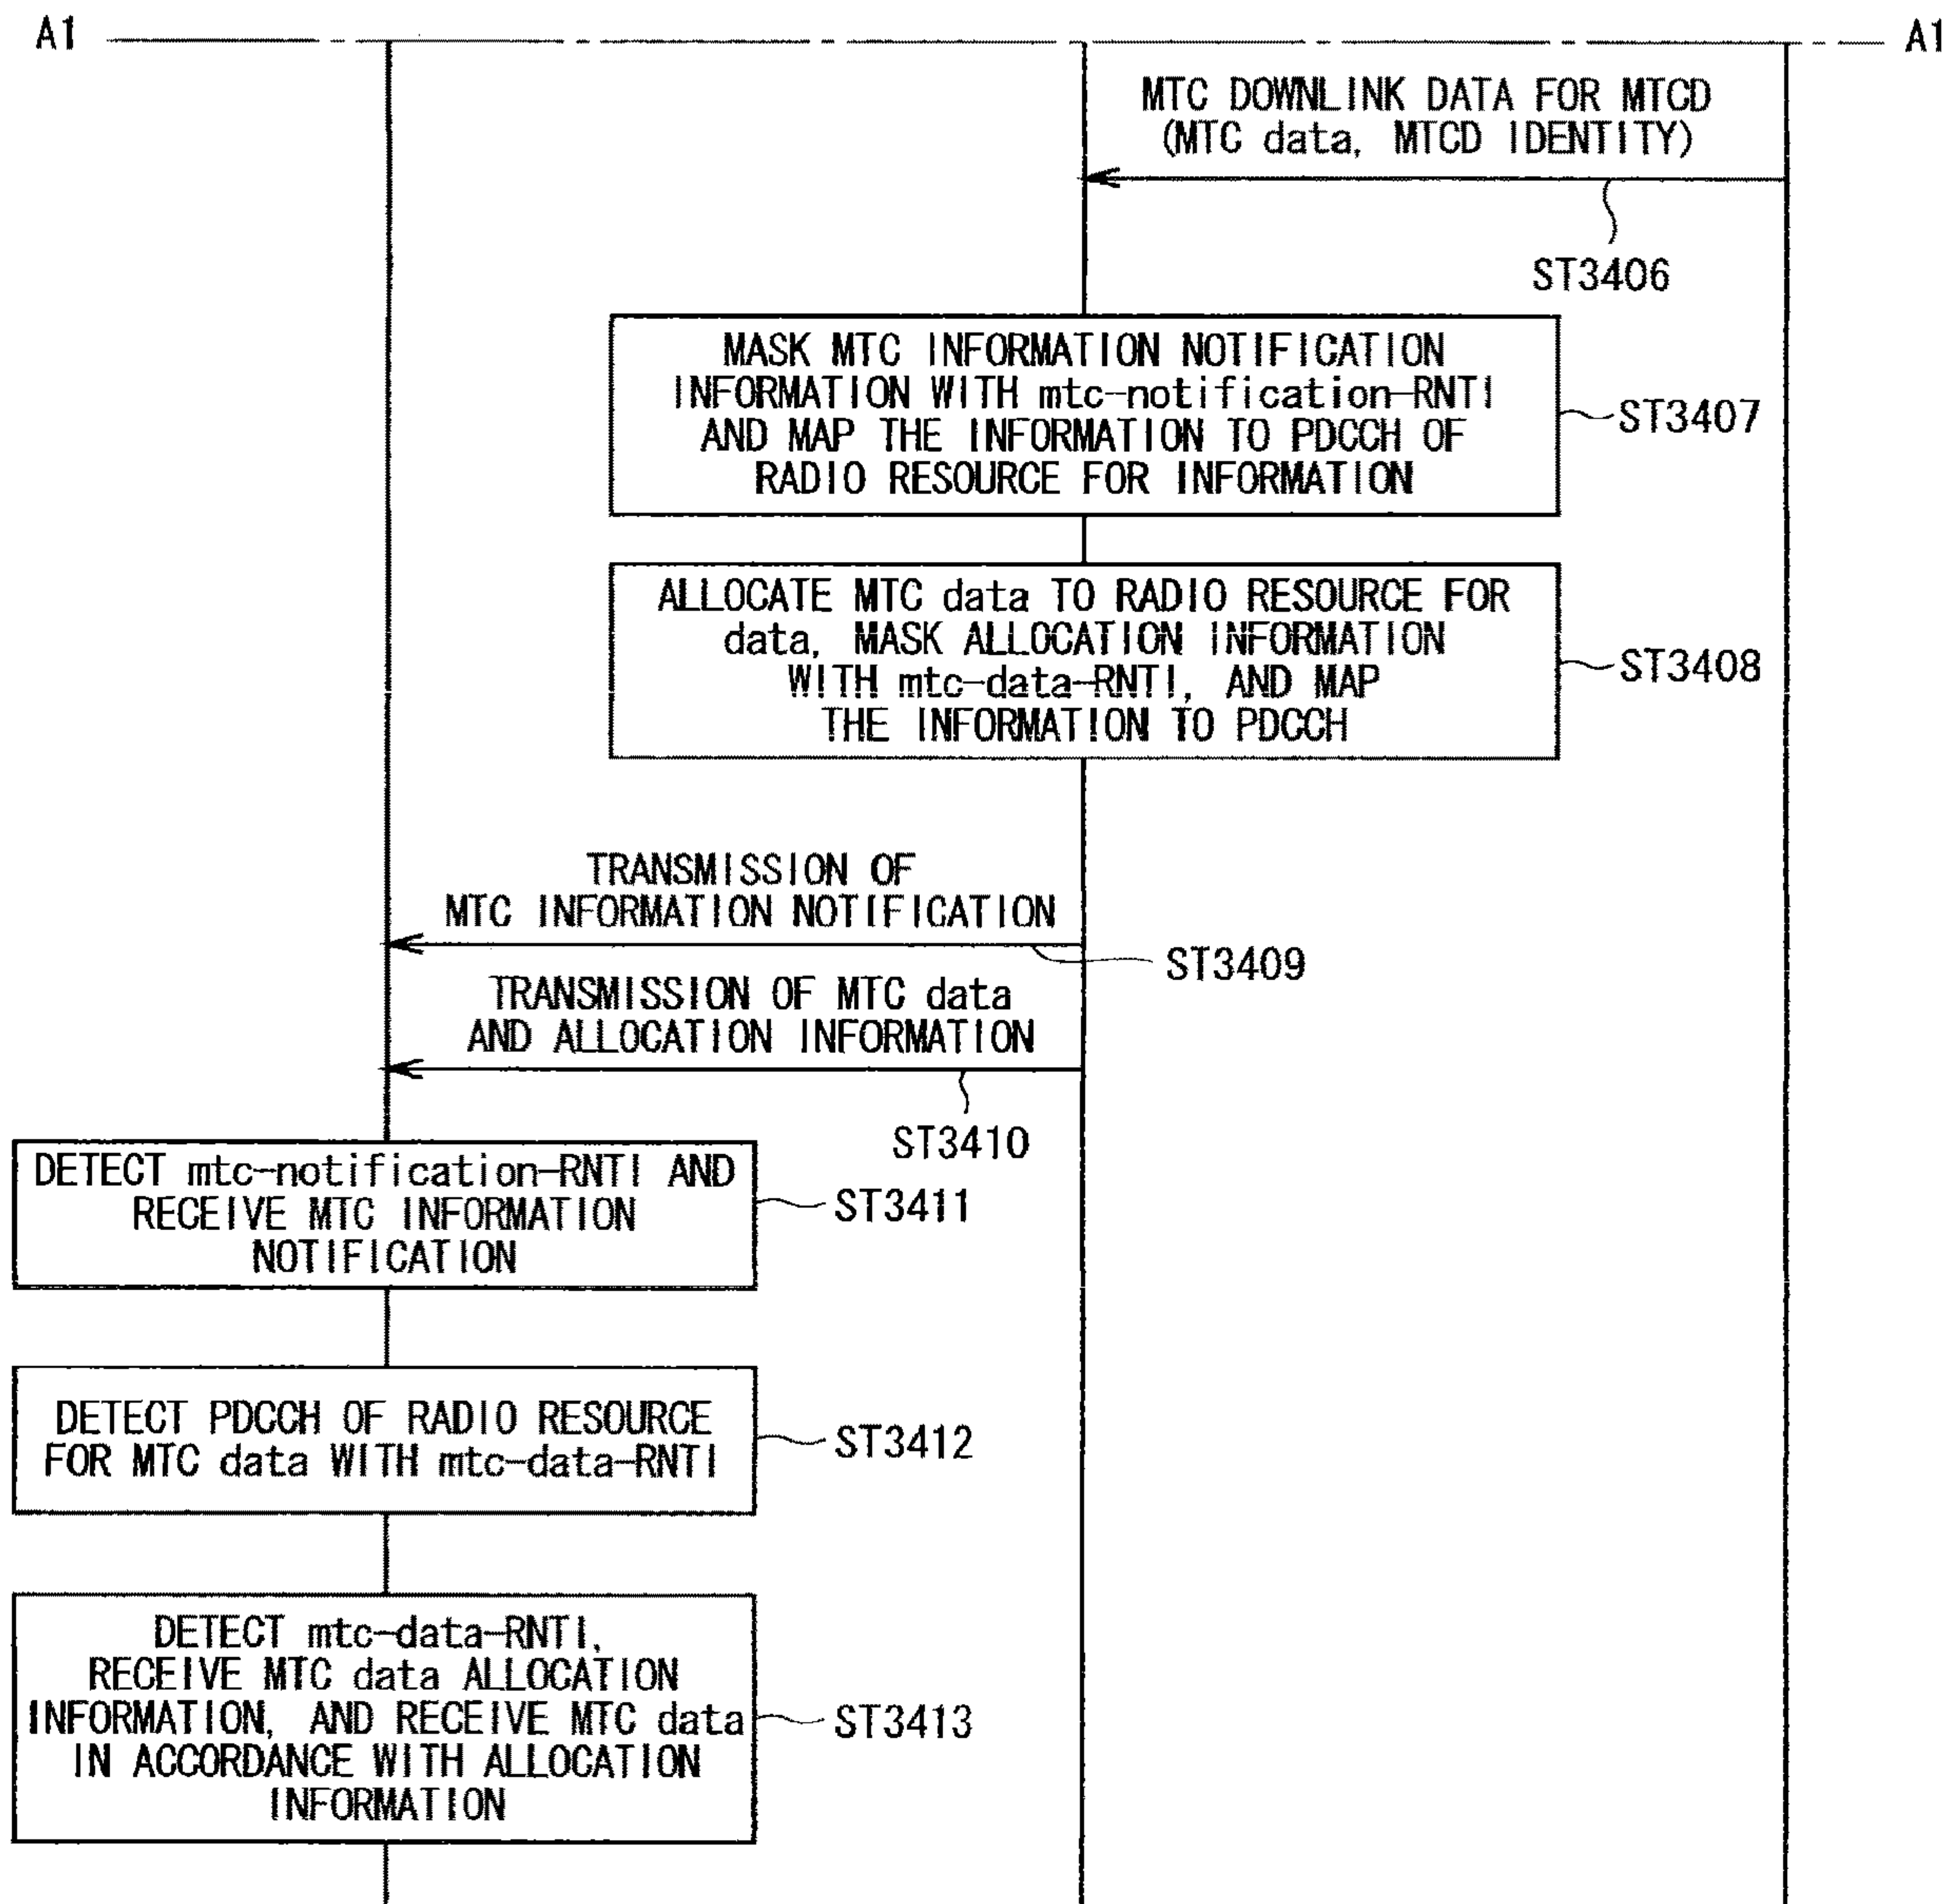 A1
A1
MTC DOWNLINK DATA FOR MTCD
(MTC data, MTCD IDENTITY)
ST3406
MASK MTC INFORMATION NOTIFICATION
INFORMATION WITH mtc-notification-RNTI
AND MAP THE INFORMATION TO PDCCH OF
RADIO RESOURCE FOR INFORMATION
ST3407
ALLOCATE MTC data TO RADIO RESOURCE FOR
data, MASK ALLOCATION INFORMATION
WITH mtc-data-RNTI, AND MAP
THE INFORMATION TO PDCCH
ST3408
TRANSMISSION OF
MTC INFORMATION NOTIFICATION
ST3409
TRANSMISSION OF MTC data
AND ALLOCATION INFORMATION
ST3410
DETECT mtc-notification-RNTI AND
RECEIVE MTC INFORMATION
NOTIFICATION
ST3411
DETECT PDCCH OF RADIO RESOURCE
FOR MTC data WITH mtc-data-RNTI
ST3412
DETECT mtc-data-RNTI,
RECEIVE MTC data ALLOCATION
INFORMATION, AND RECEIVE MTC data
IN ACCORDANCE WITH ALLOCATION
INFORMATION
ST3413